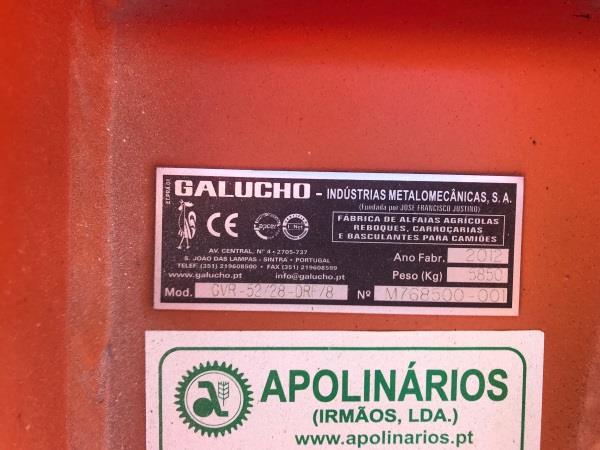 GALUCHO - INDÚSTRIAS METALOMECÂNICAS, S.A.
(Fundada por JOSÉ FRANCISCO JUSTINO)
FÁBRICA DE ALFAIAS AGRÍCOLAS
REBOQUES, CARROÇARIAS
E BASCULANTES PARA CAMIÕES
CE
AV. CENTRAL, Nº 4 • 2705-737
S. JOÃO DAS LAMPAS - SINTRA • PORTUGAL
TELEF. (351) 219608500 • FAX (351) 219608599
www.galucho.pt info@galucho.pt
Ano Fabr. 2012
Peso (Kg) 5850
Mod. GVR-52/28-DRF/8 Nº M768500-001
APOLINÁRIOS
(IRMÃOS, LDA.)
www.apolinarios.pt